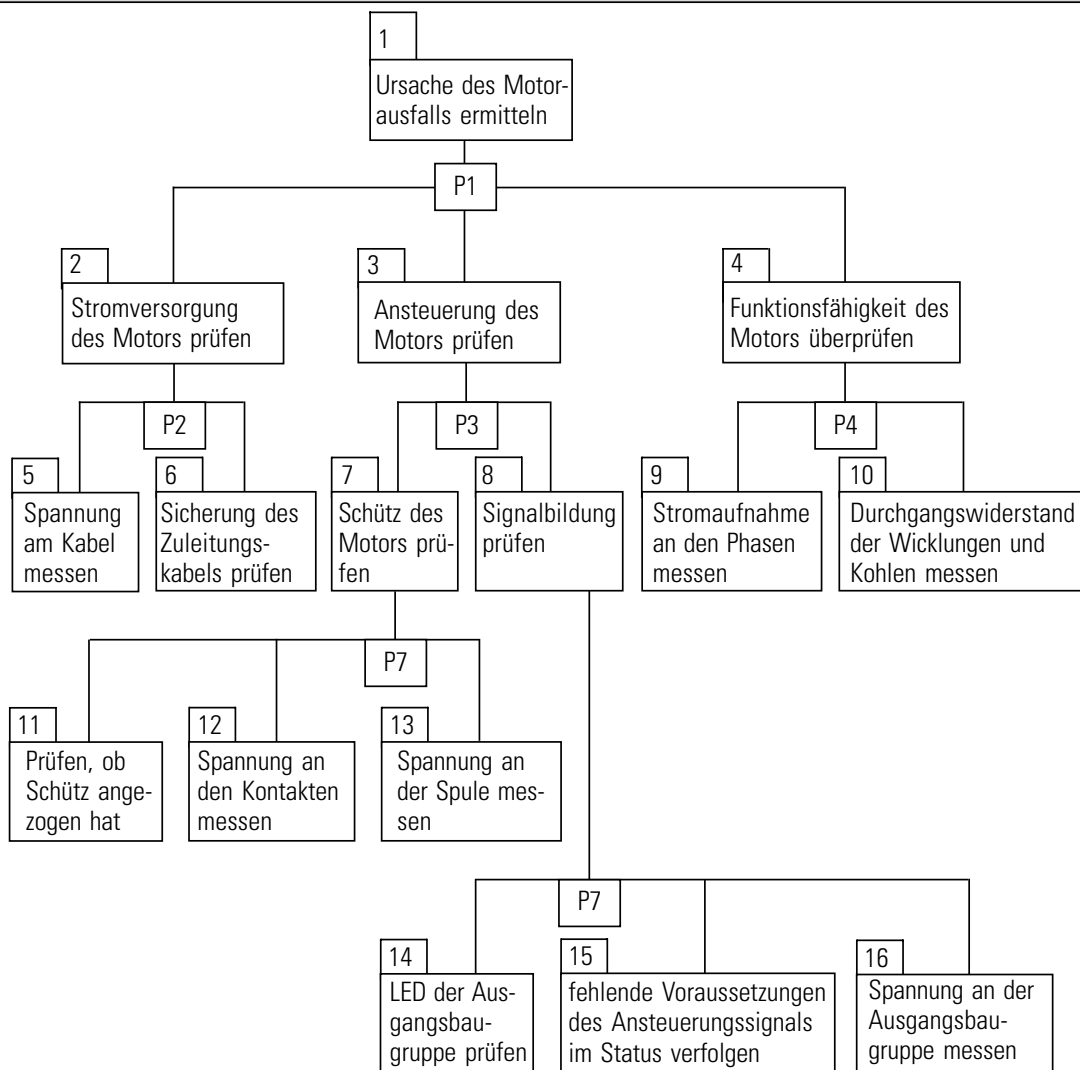 1
Ursache des Motor-
ausfalls ermitteln
P1
2
Stromversorgung
des Motors prüfen
3
Ansteuerung des
Motors prüfen
4
Funktionsfähigkeit des
Motors überprüfen
P2
P3
P4
5
Spannung
am Kabel
messen
6
Sicherung des
Zuleitungs-
kabels prüfen
7
Schütz des
Motors prü-
fen
8
Signalbildung
prüfen
9
Stromaufnahme
an den Phasen
messen
10
Durchgangswiderstand
der Wicklungen und
Kohlen messen
P7
11
Prüfen, ob
Schütz ange-
zogen hat
12
Spannung an
den Kontakten
messen
13
Spannung an
der Spule mes-
sen
P7
14
LED der Aus-
gangsbau-
gruppe prüfen
15
fehlende Voraussetzungen
des Ansteuerungssignals
im Status verfolgen
16
Spannung an der
Ausgangsbau-
gruppe messen